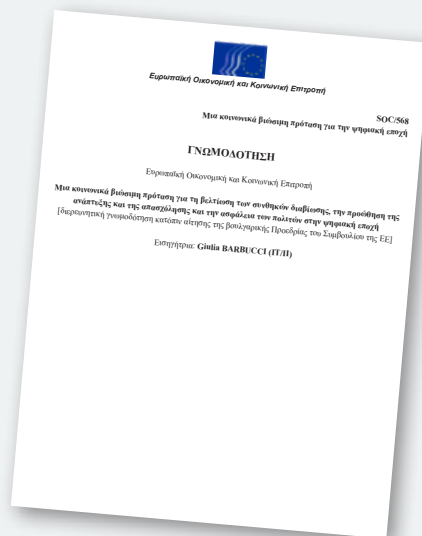 Ευρωπαϊκή Οικονομική και Κοινωνική Επιτροπή
SOC/568
Μια κοινωνικά βιώσιμη πρόταση για την ψηφιακή εποχή
ΓΝΩΜΟΔΟΤΗΣΗ
Ευρωπαϊκή Οικονομική και Κοινωνική Επιτροπή
Μια κοινωνικά βιώσιμη πρόταση για τη βελτίωση των συνθηκών διαβίωσης, την προώθηση της
ανάπτυξης και της απασχόλησης και την ασφάλεια των πολιτών στην ψηφιακή εποχή
[διερευνητική γνωμοδότηση κατόπιν αίτησης της βουλγαρικής Προεδρίας του Συμβουλίου της ΕΕ]
Εισηγήτρια: Giulia BARBUCCI (IT/II)